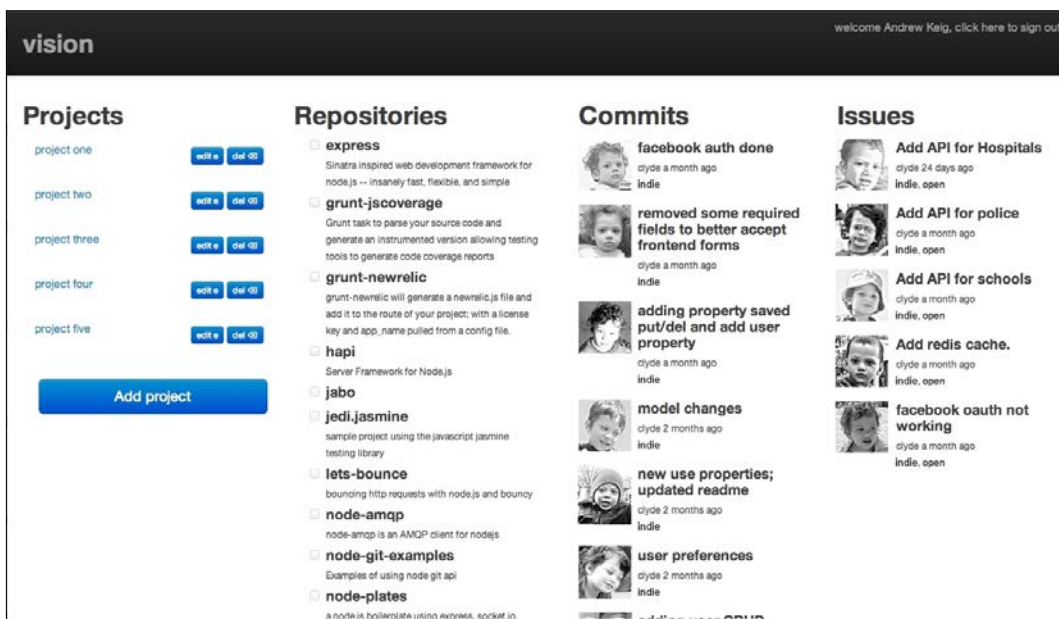 vision
welcome Andrew Keig, click here to sign out
Projects
project one
edit del
project two
edit del
project three
edit del
project four
edit del
project five
edit del
Add project
Repositories
express
Sinatra inspired web development framework for
node.js -- insanely fast, flexible, and simple
grunt-jscoverage
Grunt task to parse your source code and
generate an instrumented version allowing testing
tools to generate code coverage reports
grunt-newrelic
grunt-newrelic will generate a newrelic.js file and
add it to the route of your project; with a license
key and app_name pulled from a config file.
hapi
Server Framework for Node.js
jabo
jedi.jasmine
sample project using the javascript jasmine
testing library
lets-bounce
bouncing http requests with node.js and bouncy
node-amqp
node-amqp is an AMQP client for nodejs
node-git-examples
Examples of using node git api
node-plates
a node.js boilerplate using express, socket.io,
Commits
facebook auth done
clyde a month ago
indie
removed some required
fields to better accept
frontend forms
clyde a month ago
indie
adding property saved
put/del and add user
property
clyde a month ago
indie
model changes
clyde 2 months ago
indie
new use properties;
updated readme
clyde 2 months ago
indie
user preferences
clyde 2 months ago
indie
adding user CRUD
Issues
Add API for Hospitals
clyde 24 days ago
indie, open
Add API for police
clyde a month ago
indie, open
Add API for schools
clyde a month ago
indie, open
Add redis cache.
clyde a month ago
indie, open
facebook oauth not
working
clyde a month ago
indie, open